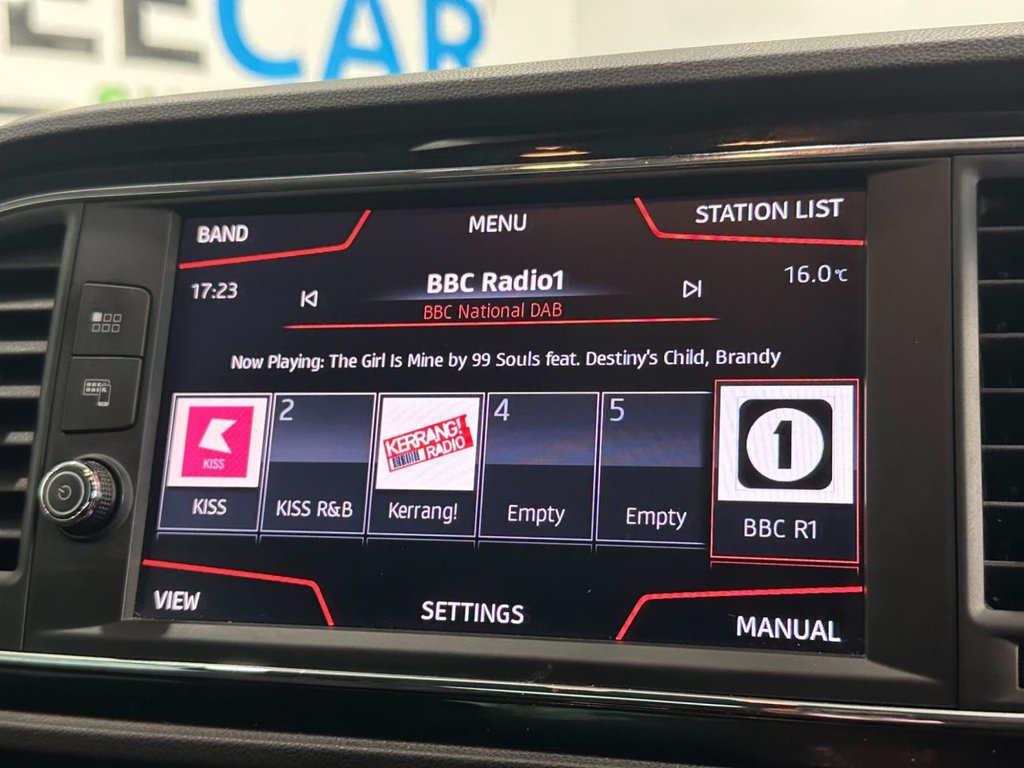 CAR
BAND
MENU
STATION LIST
17:23
BBC Radio1
16.0℃
BBC National DAB
Now Playing: The Girl Is Mine by 99 Souls feat. Destiny's Child, Brandy
KISS
KISS
2
KISS R&B
KERRANG!
RADIO
Kerrang!
4
Empty
5
Empty
1
BBC R1
VIEW
SETTINGS
MANUAL